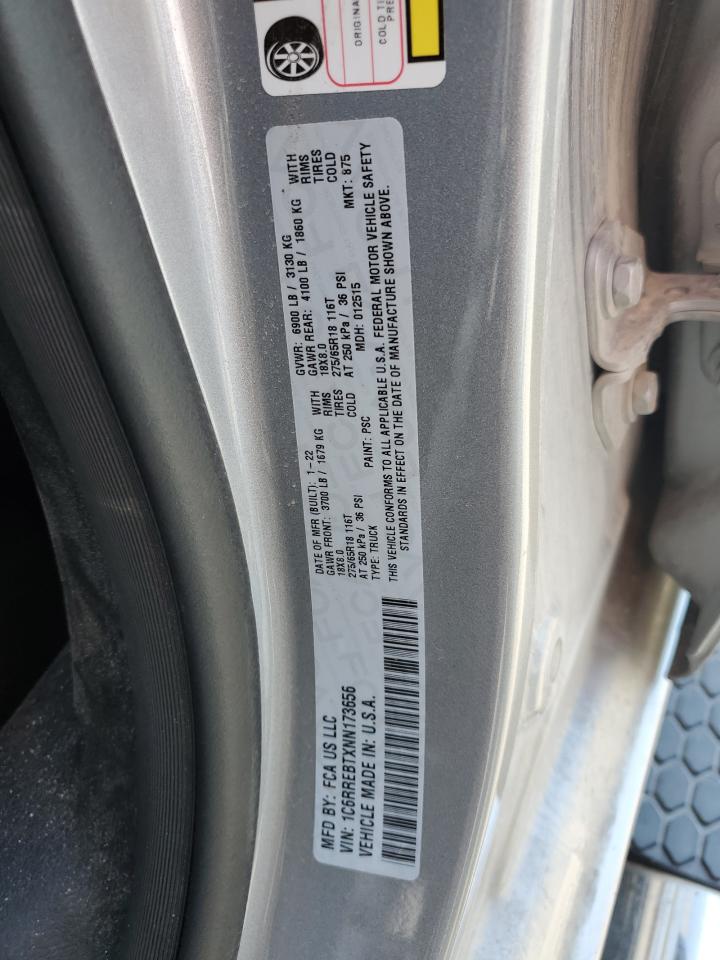 MFD BY: FCA US LLC
VIN: 1C6RREBTXNN173656
VEHICLE MADE IN: U.S.A.
DATE OF MFR (BUILT): 1-22
GAWR FRONT: 3700 LB / 1679 KG WITH
18X8.0 RIMS
275/65R18 116T TIRES
AT 250 kPa / 36 PSI COLD
TYPE: TRUCK PAINT: PSC
GVWR: 6900 LB / 3130 KG
GAWR REAR: 4100 LB / 1860 KG WITH
18X8.0 RIMS
275/65R18 116T TIRES
AT 250 kPa / 36 PSI COLD
MDH: 012515 MKT: 875
THIS VEHICLE CONFORMS TO ALL APPLICABLE U.S.A. FEDERAL MOTOR VEHICLE SAFETY
STANDARDS IN EFFECT ON THE DATE OF MANUFACTURE SHOWN ABOVE.
ORIGINA
COLD TI
PRE